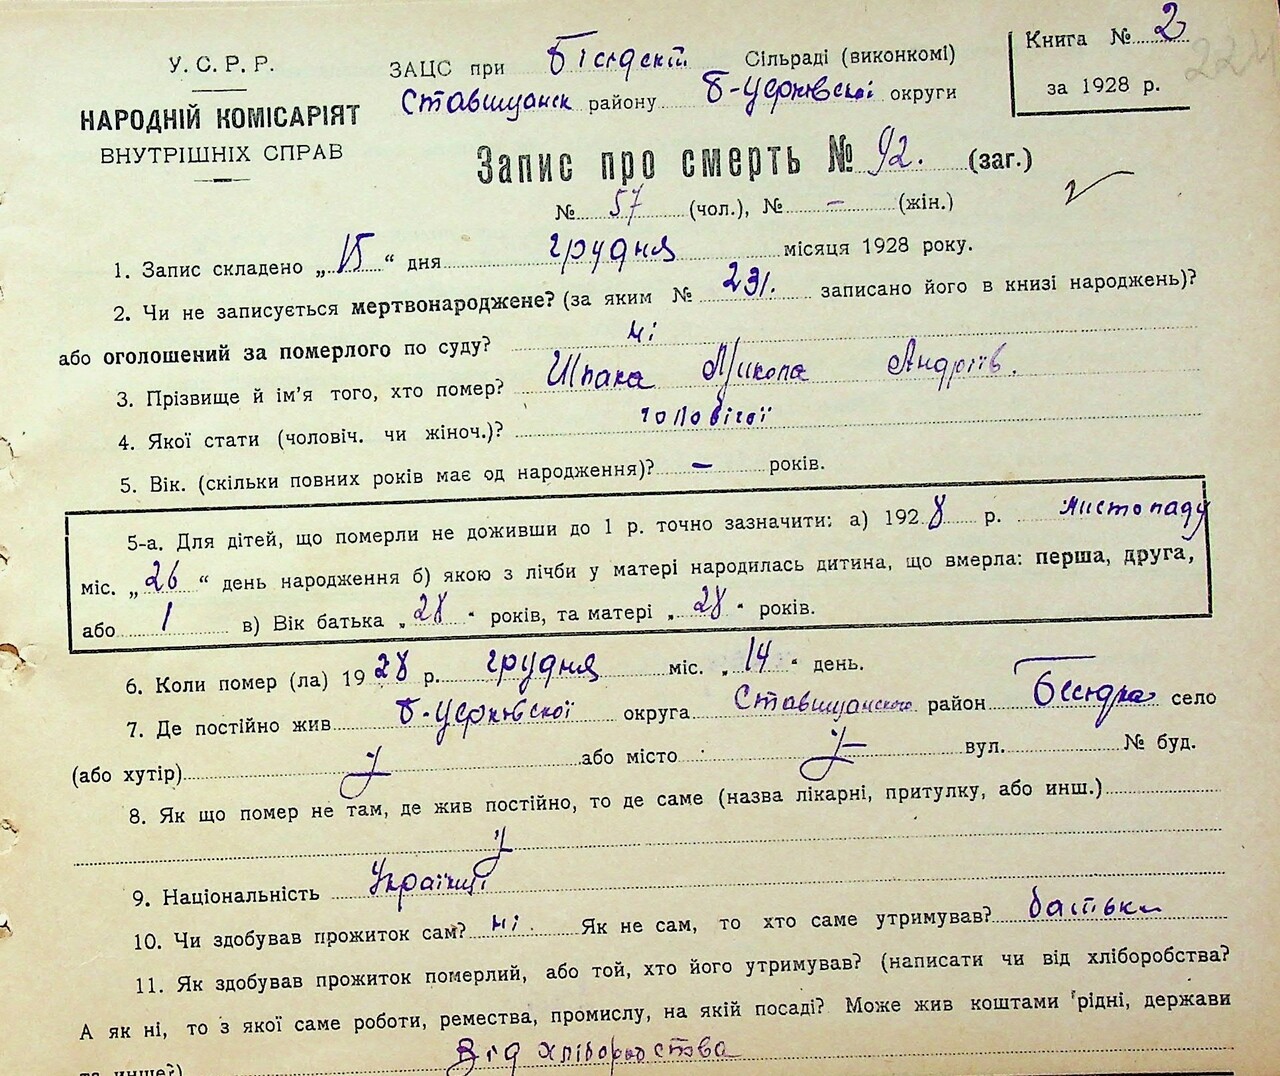 У. С. Р. Р.
НАРОДНІЙ КОМІСАРІЯТ
ВНУТРІШНІХ СПРАВ
ЗАЦС при Бісидскій Сільраді (виконкомі)
Ставищанск району Б-Церківскої округи
Книга № 2
за 1928 р.
Запис про смерть № 92. (заг.)
№ 57 (чол.), № – (жін.)
1. Запис складено „15“ дня грудня місяця 1928 року.
2. Чи не записується мертвонароджене? (за яким № 231. записано його в книзі народжень)?
або оголошений за померлого по суду? ні
3. Прізвище й ім'я того, хто помер? Шпака Микола Андріїв.
4. Якої стати (чоловіч. чи жіноч.)? чоловічої
5. Вік. (скільки повних років має од народження)? – років.
5-а. Для дітей, що померли не доживши до 1 р. точно зазначити: а) 1928 р. листопаду
міс. „26“ день народження б) якою з лічби у матері народилась дитина, що вмерла: перша, друга,
або 1 в) Вік батька „28“ років, та матері „28“ років.
6. Коли помер (ла) 1928 р. грудня міс. „14“ день.
7. Де постійно жив Б-Церківскої округа Ставищанского район Бесидка село
(або хутір) або місто вул. № буд.
8. Як що помер не там, де жив постійно, то де саме (назва лікарні, притулку, або инш.)
9. Національність Українці
10. Чи здобував прожиток сам? ні. Як не сам, то хто саме утримував? батьки
11. Як здобував прожиток померлий, або той, хто його утримував? (написати чи від хліборобства?
А як ні, то з якої саме роботи, ремества, промислу, на якій посаді? Може жив коштами рідні, держави
та инше?) Від хліборобства